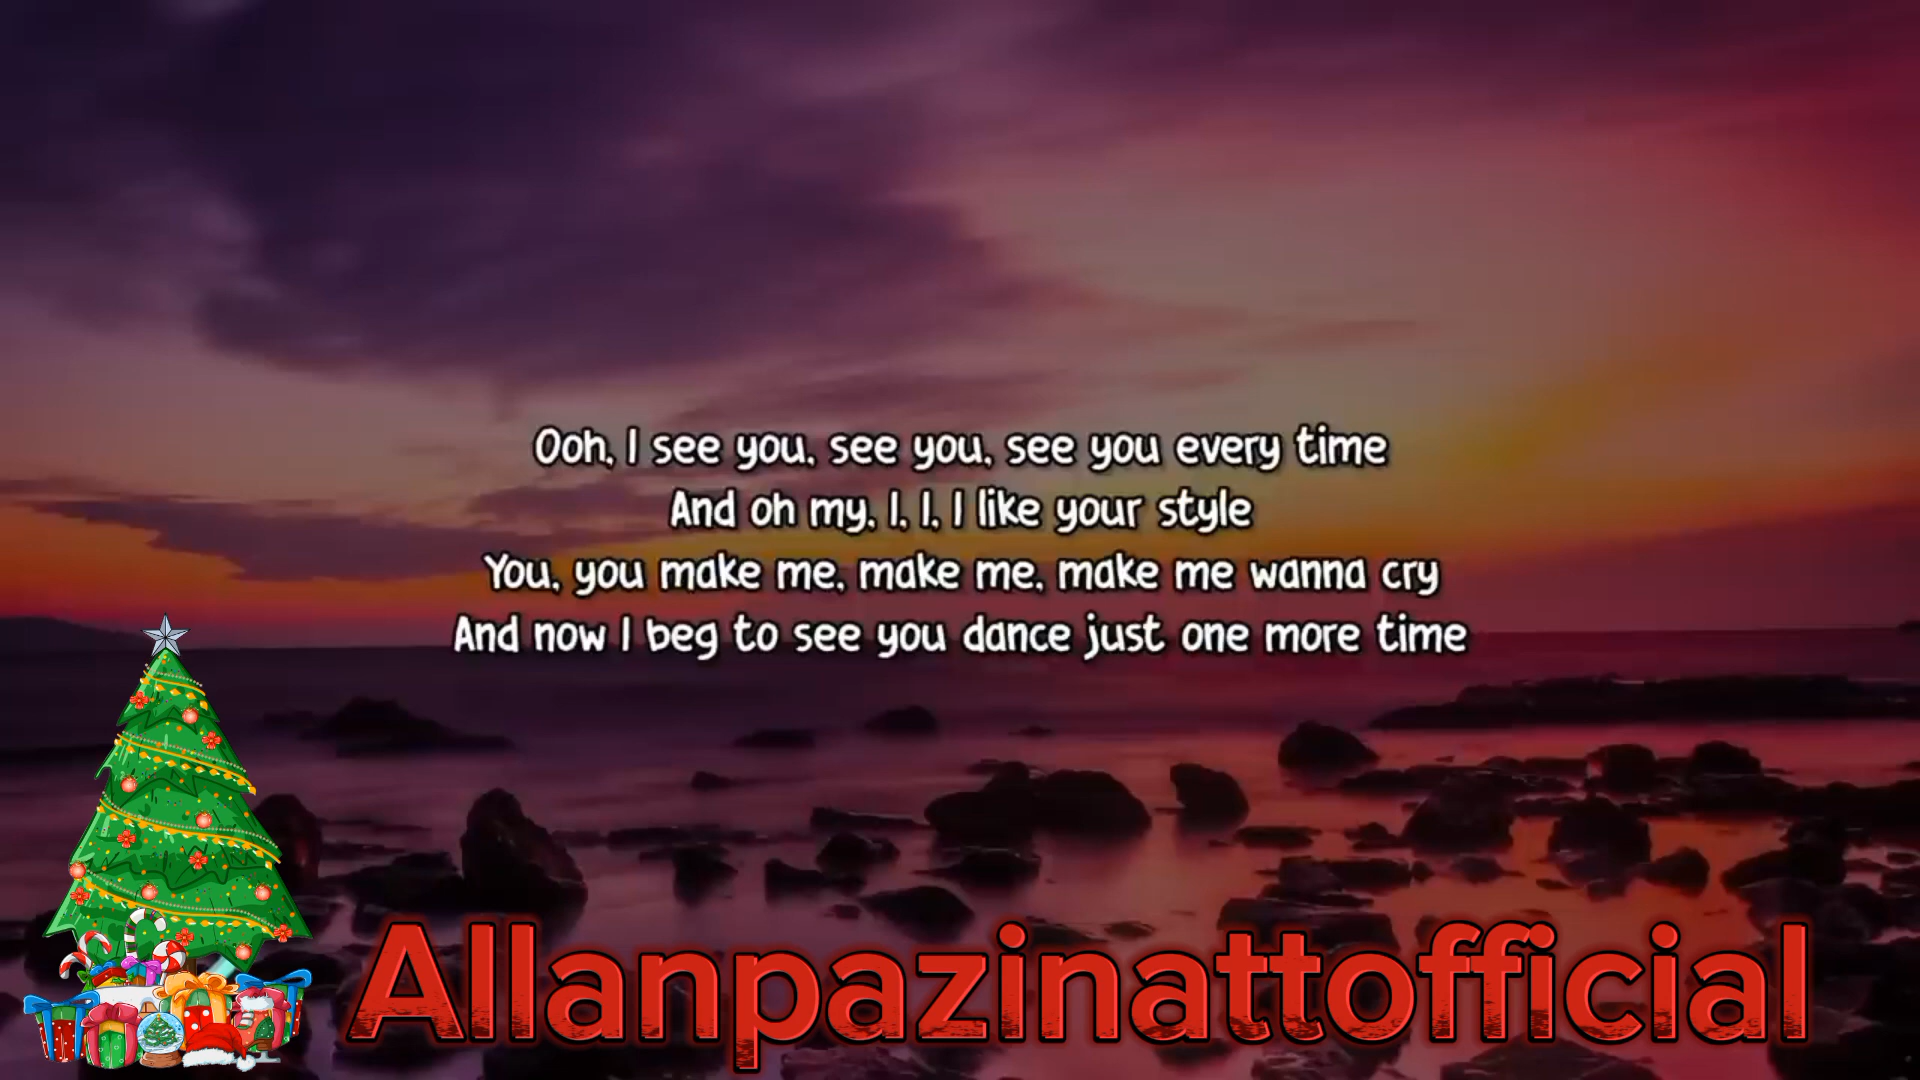 Ooh, I see you, see you, see you every time
And oh my, I, I, I like your style
You, you make me, make me, make me wanna cry
And now I beg to see you dance just one more time
Allanpazinattofficial